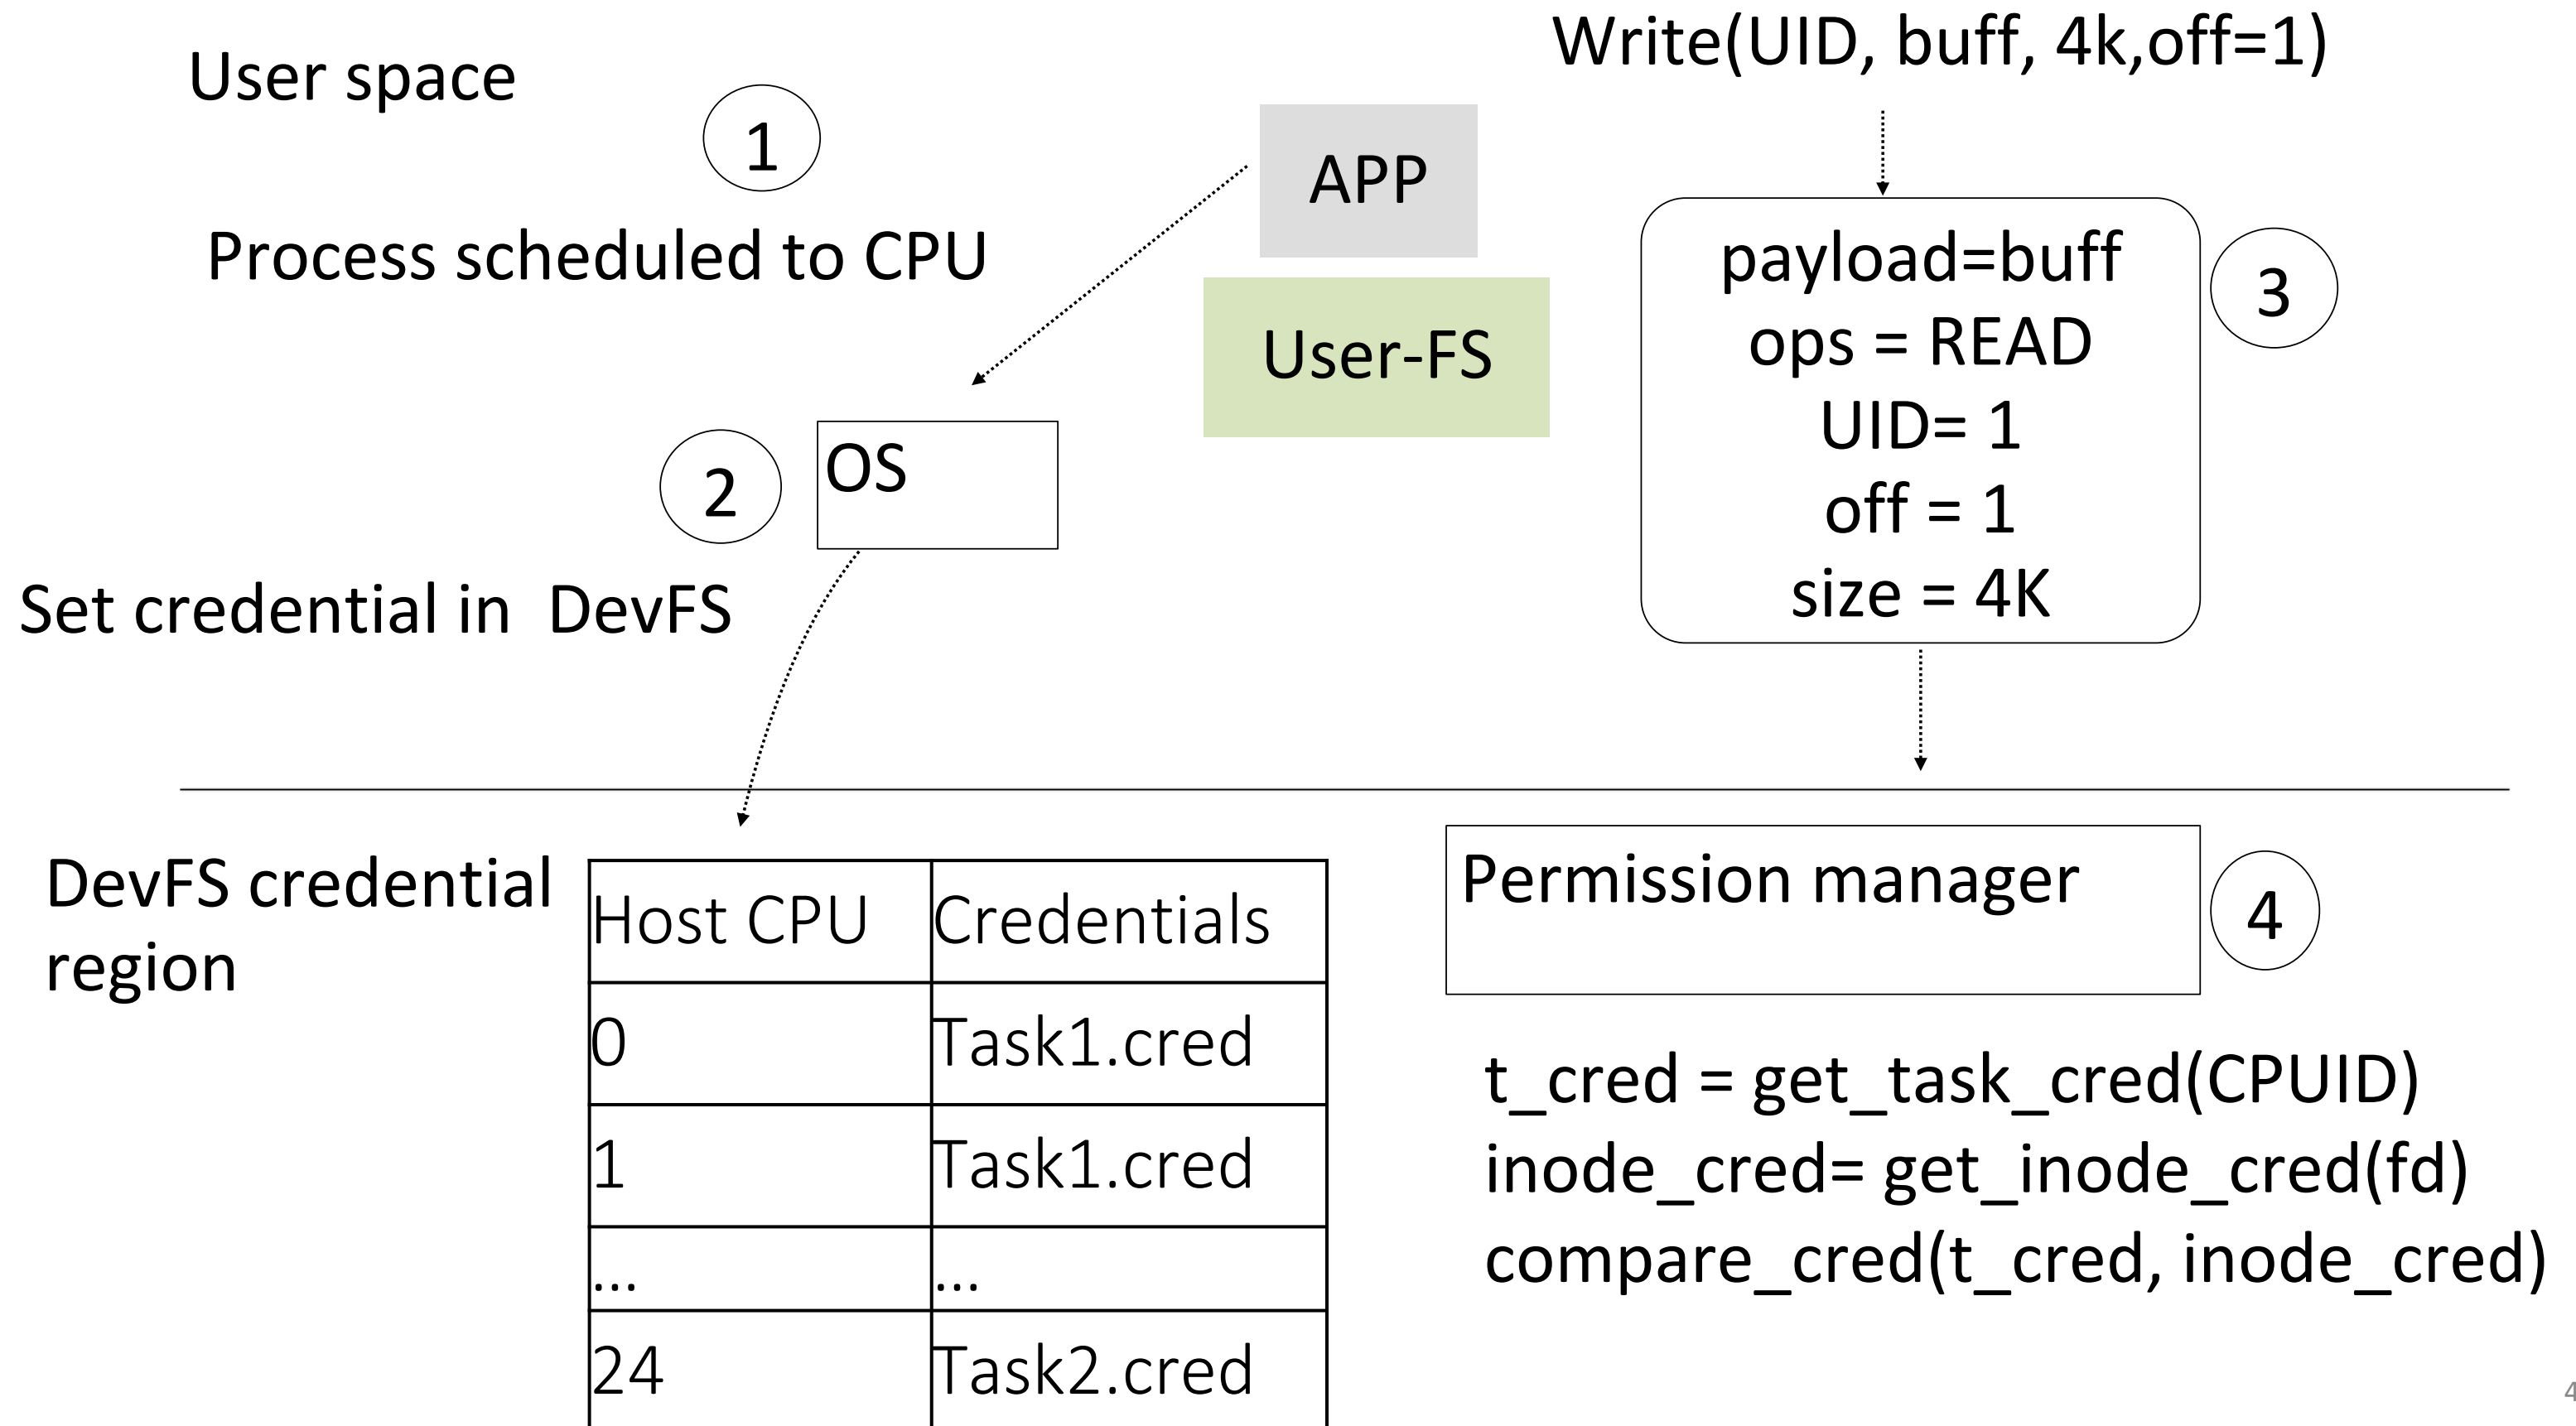 User space
1
Process scheduled to CPU
APP
User-FS
2
OS
Set credential in  DevFS
Write(UID, buff, 4k,off=1)
payload=buff
ops = READ
UID= 1
off = 1
size = 4K
3
DevFS credential
region
Host CPU Credentials
0 Task1.cred
1 Task1.cred
... ...
24 Task2.cred
Permission manager
4
t_cred = get_task_cred(CPUID)
inode_cred= get_inode_cred(fd)
compare_cred(t_cred, inode_cred)